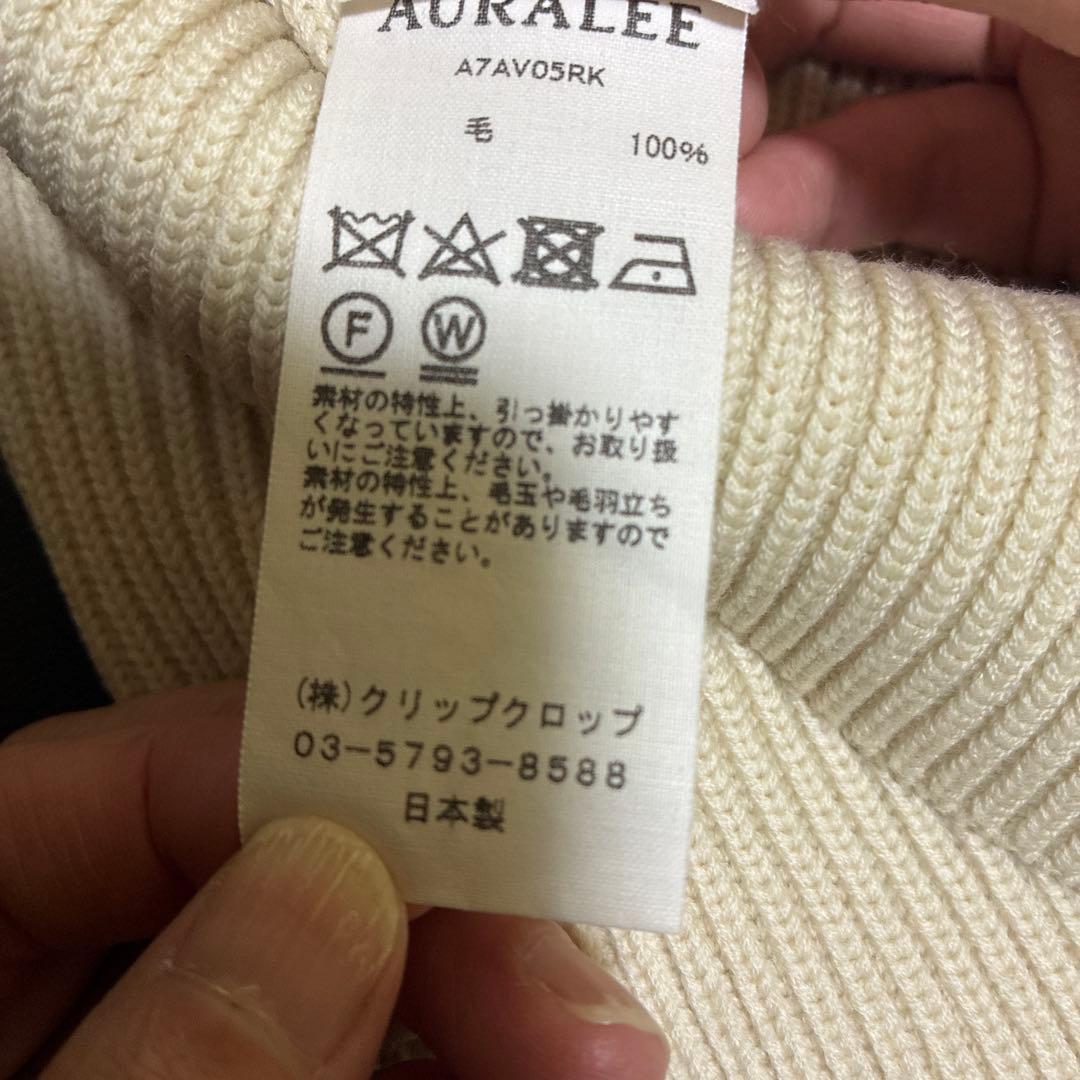 AURALEE
A7AV05RK
毛 100%
F W
素材の特性上、引っ掛かりやす
くなっていますので、お取り扱
いにご注意ください。
素材の特性上、毛玉や毛羽立ち
が発生することがありますので
ご注意ください。
(株)クリップクロップ
03-5793-8588
日本製